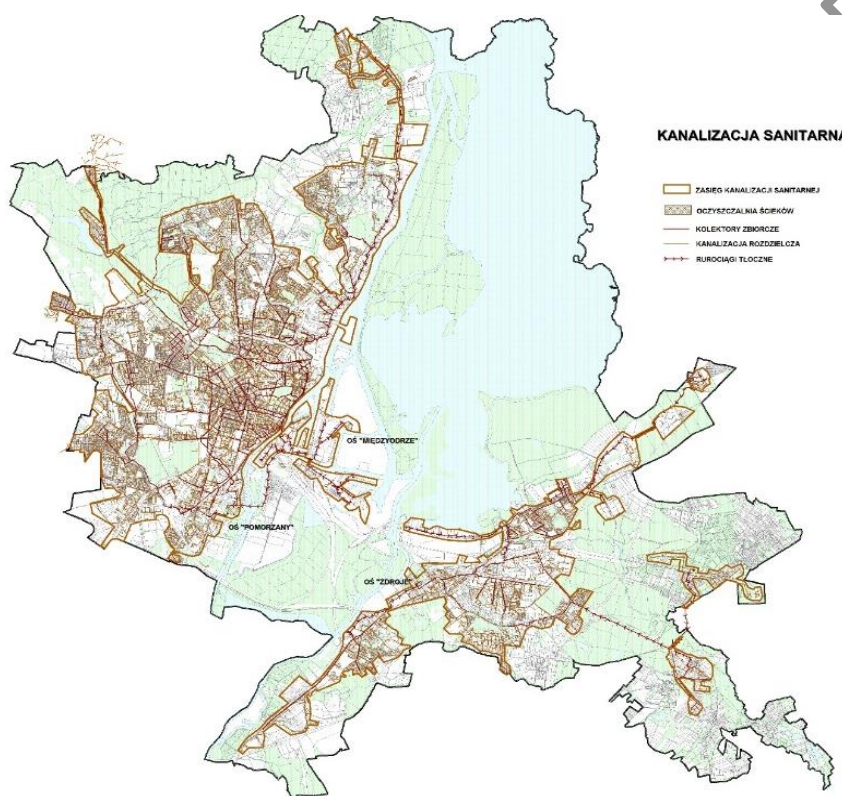 KANALIZACJA SANITARNA
ZASIĘG KANALIZACJI SANITARNEJ
OCZYSZCZALNIA ŚCIEKÓW
KOLEKTORY ZBIORCZE
KANALIZACJA ROZDZIELCZA
RUROCIĄGI TŁOCZNE
OŚ "MIĘDZYODRZE"
OŚ "POMORZANY"
OŚ "ZDROJE"